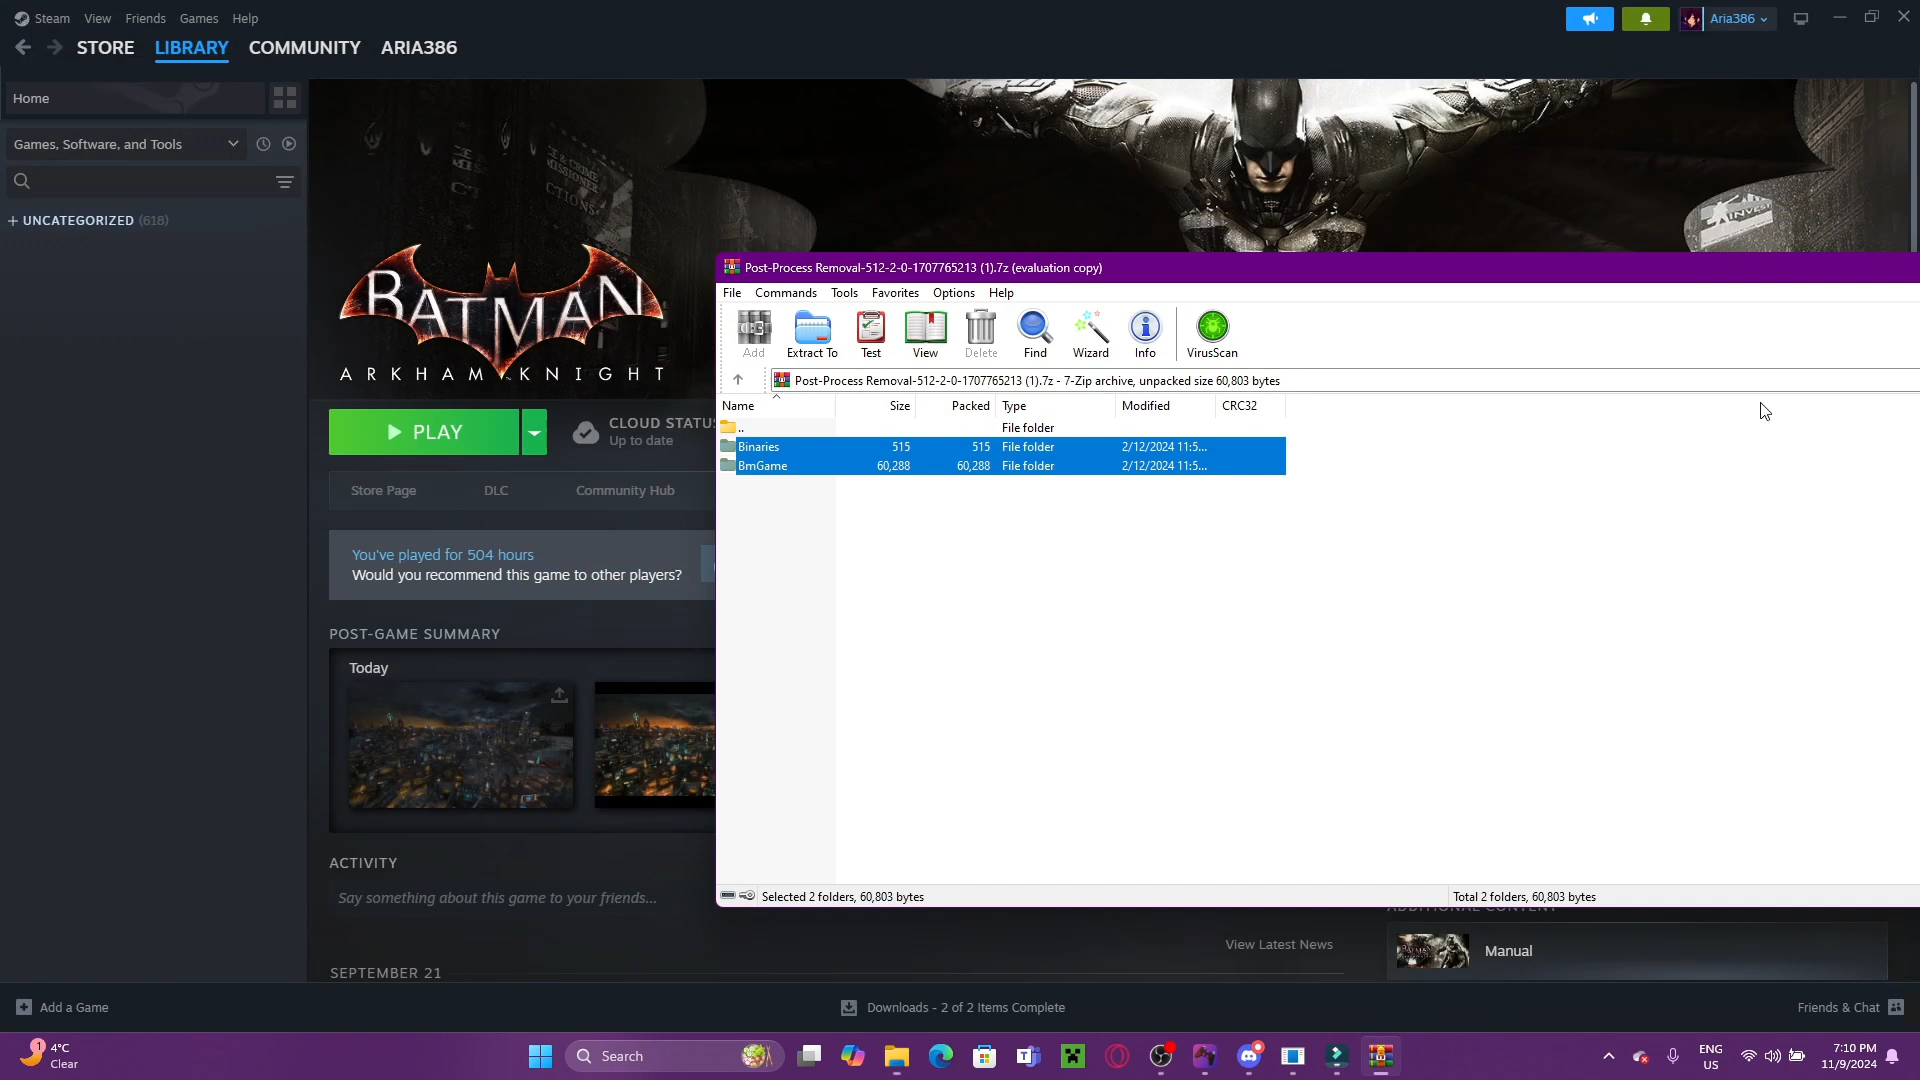 Steam View Friends Games Help
Aria386
STORE LIBRARY COMMUNITY ARIA386
Home
Games, Software, and Tools
+ UNCATEGORIZED (618)
BATMAN
ARKHAM KNIGHT
INVEST
Post-Process Removal-512-2-0-1707765213 (1).7z (evaluation copy)
File Commands Tools Favorites Options Help
Add Extract To Test View Delete Find Wizard Info VirusScan
Post-Process Removal-512-2-0-1707765213 (1).7z - 7-Zip archive, unpacked size 60,803 bytes
Name Size Packed Type Modified CRC32
.. File folder
Binaries 515 515 File folder 2/12/2024 11:5...
BmGame 60,288 60,288 File folder 2/12/2024 11:5...
Selected 2 folders, 60,803 bytes
Total 2 folders, 60,803 bytes
PLAY
CLOUD STATUS
Up to date
Store Page DLC Community Hub
You've played for 504 hours
Would you recommend this game to other players?
POST-GAME SUMMARY
Today
ACTIVITY
Say something about this game to your friends...
View Latest News
SEPTEMBER 21
Manual
Add a Game
Downloads - 2 of 2 Items Complete
Friends & Chat
1
4°C
Clear
Search
ENG
US
7:10 PM
11/9/2024